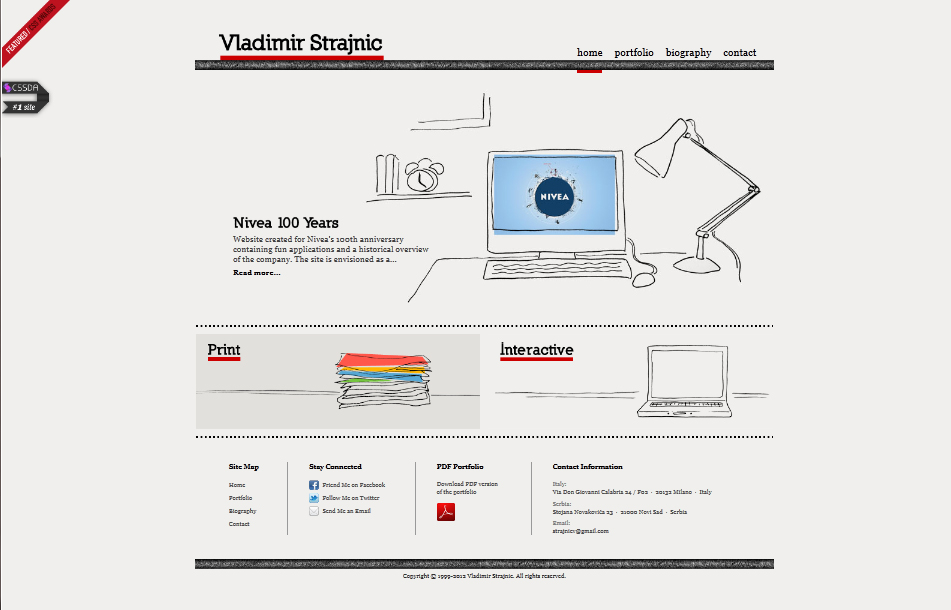 FEATURED / CSS AWARDS
CSSDA
#1 site
Vladimir Strajnic
home portfolio biography contact
NIVEA
Nivea 100 Years
Website created for Nivea's 100th anniversary
containing fun applications and a historical overview
of the company. The site is envisioned as a...
Read more...
Print
Interactive
Site Map
Home
Portfolio
Biography
Contact
Stay Connected
Friend Me on Facebook
Follow Me on Twitter
Send Me an Email
PDF Portfolio
Download PDF version
of the portfolio
Contact Information
Italy:
Via Don Giovanni Calabria 24 / F02 · 20132 Milano · Italy
Serbia:
Stojana Novakovića 23 · 21000 Novi Sad · Serbia
Email:
strajnicv@gmail.com
Copyright © 1999-2012 Vladimir Strajnic. All rights reserved.